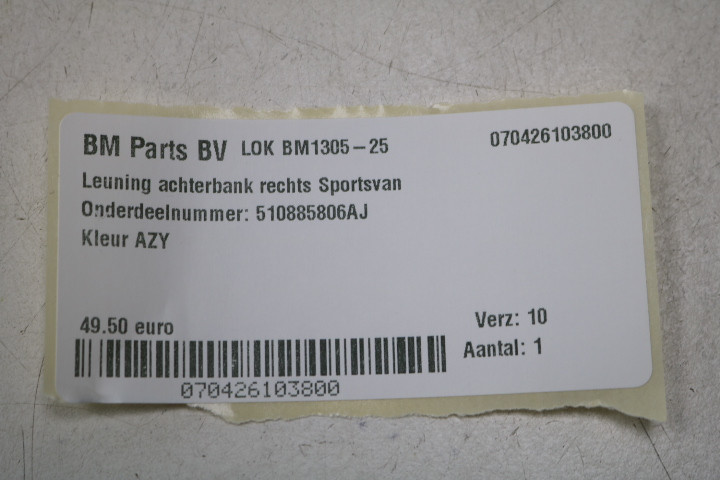 BM Parts BV LOK BM1305-25 070426103800
Leuning achterbank rechts Sportsvan
Onderdeelnummer: 510885806AJ
Kleur AZY
49.50 euro Verz: 10
Aantal: 1
070426103800